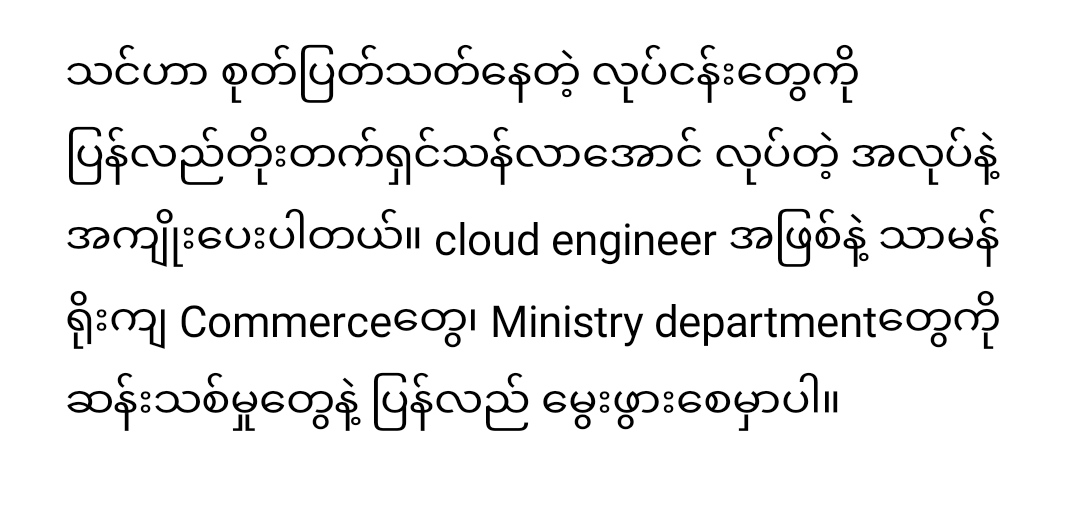 သင်ဟာ စုတ်ပြတ်သတ်နေတဲ့ လုပ်ငန်းတွေကို
ပြန်လည်တိုးတက်ရှင်သန်လာအောင် လုပ်တဲ့ အလုပ်နဲ့
အကျိုးပေးပါတယ်။ cloud engineer အဖြစ်နဲ့ သာမန်
ရိုးကျ Commerceတွေ၊ Ministry departmentတွေကို
ဆန်းသစ်မှုတွေနဲ့ ပြန်လည် မွေးဖွားစေမှာပါ။